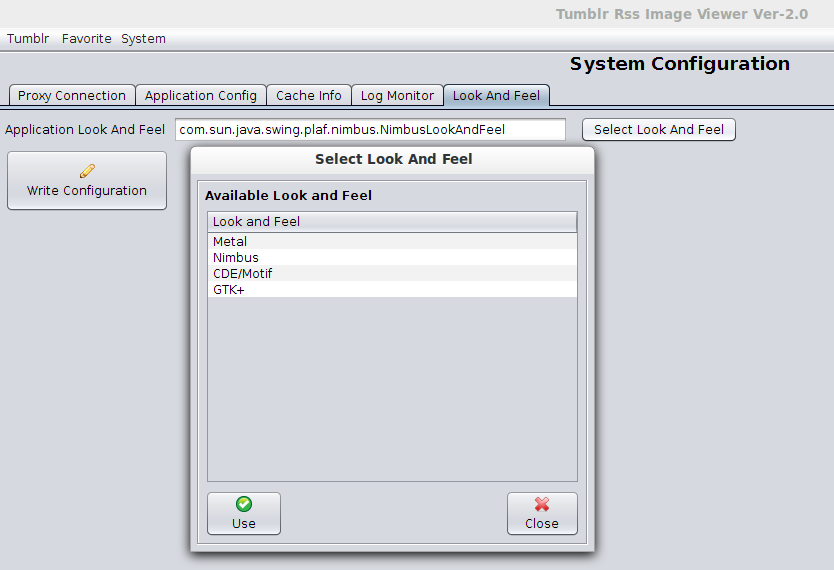 Tumblr Rss Image Viewer Ver-2.0
Tumblr Favorite System
System Configuration
Proxy Connection Application Config Cache Info Log Monitor Look And Feel
Application Look And Feel com.sun.java.swing.plaf.nimbus.NimbusLookAndFeel Select Look And Feel
Write Configuration
Select Look And Feel
Available Look and Feel
Look and Feel
Metal
Nimbus
CDE/Motif
GTK+
Use Close